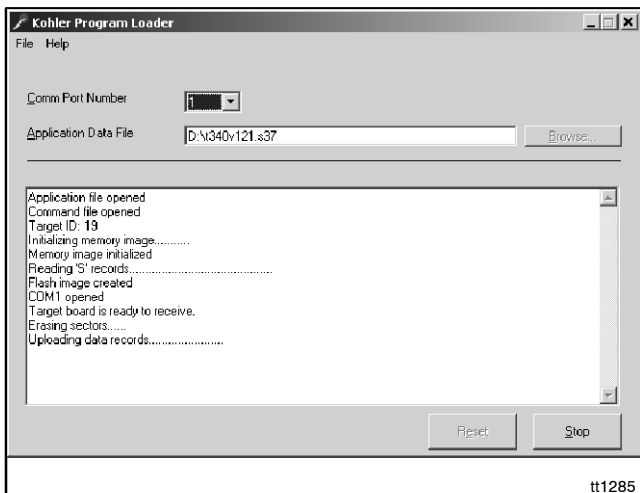 Kohler Program Loader
File Help
Comm Port Number
1
Application Data File
D:\t340v121.s37
Browse...
Application file opened
Command file opened
Target ID: 19
Initializing memory image...........
Memory image initialized
Reading 'S' records............................................
Flash image created
COM1 opened
Target board is ready to receive.
Erasing sectors......
Uploading data records.......................
Reset
Stop
tt1285